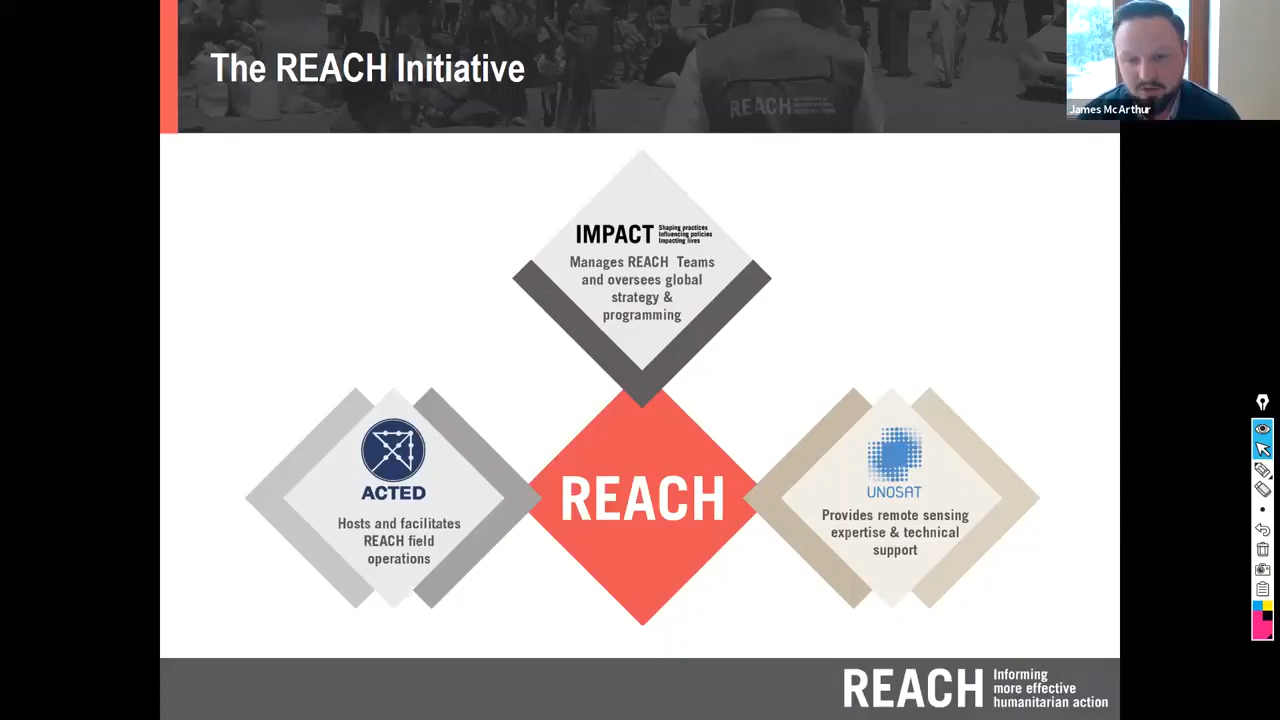 The REACH Initiative
REACH
James McArthur
IMPACT
Shaping practices
Influencing policies
Impacting lives
Manages REACH Teams
and oversees global
strategy &
programming
ACTED
Hosts and facilitates
REACH field
operations
REACH
UNOSAT
Provides remote sensing
expertise & technical
support
REACH
Informing
more effective
humanitarian action